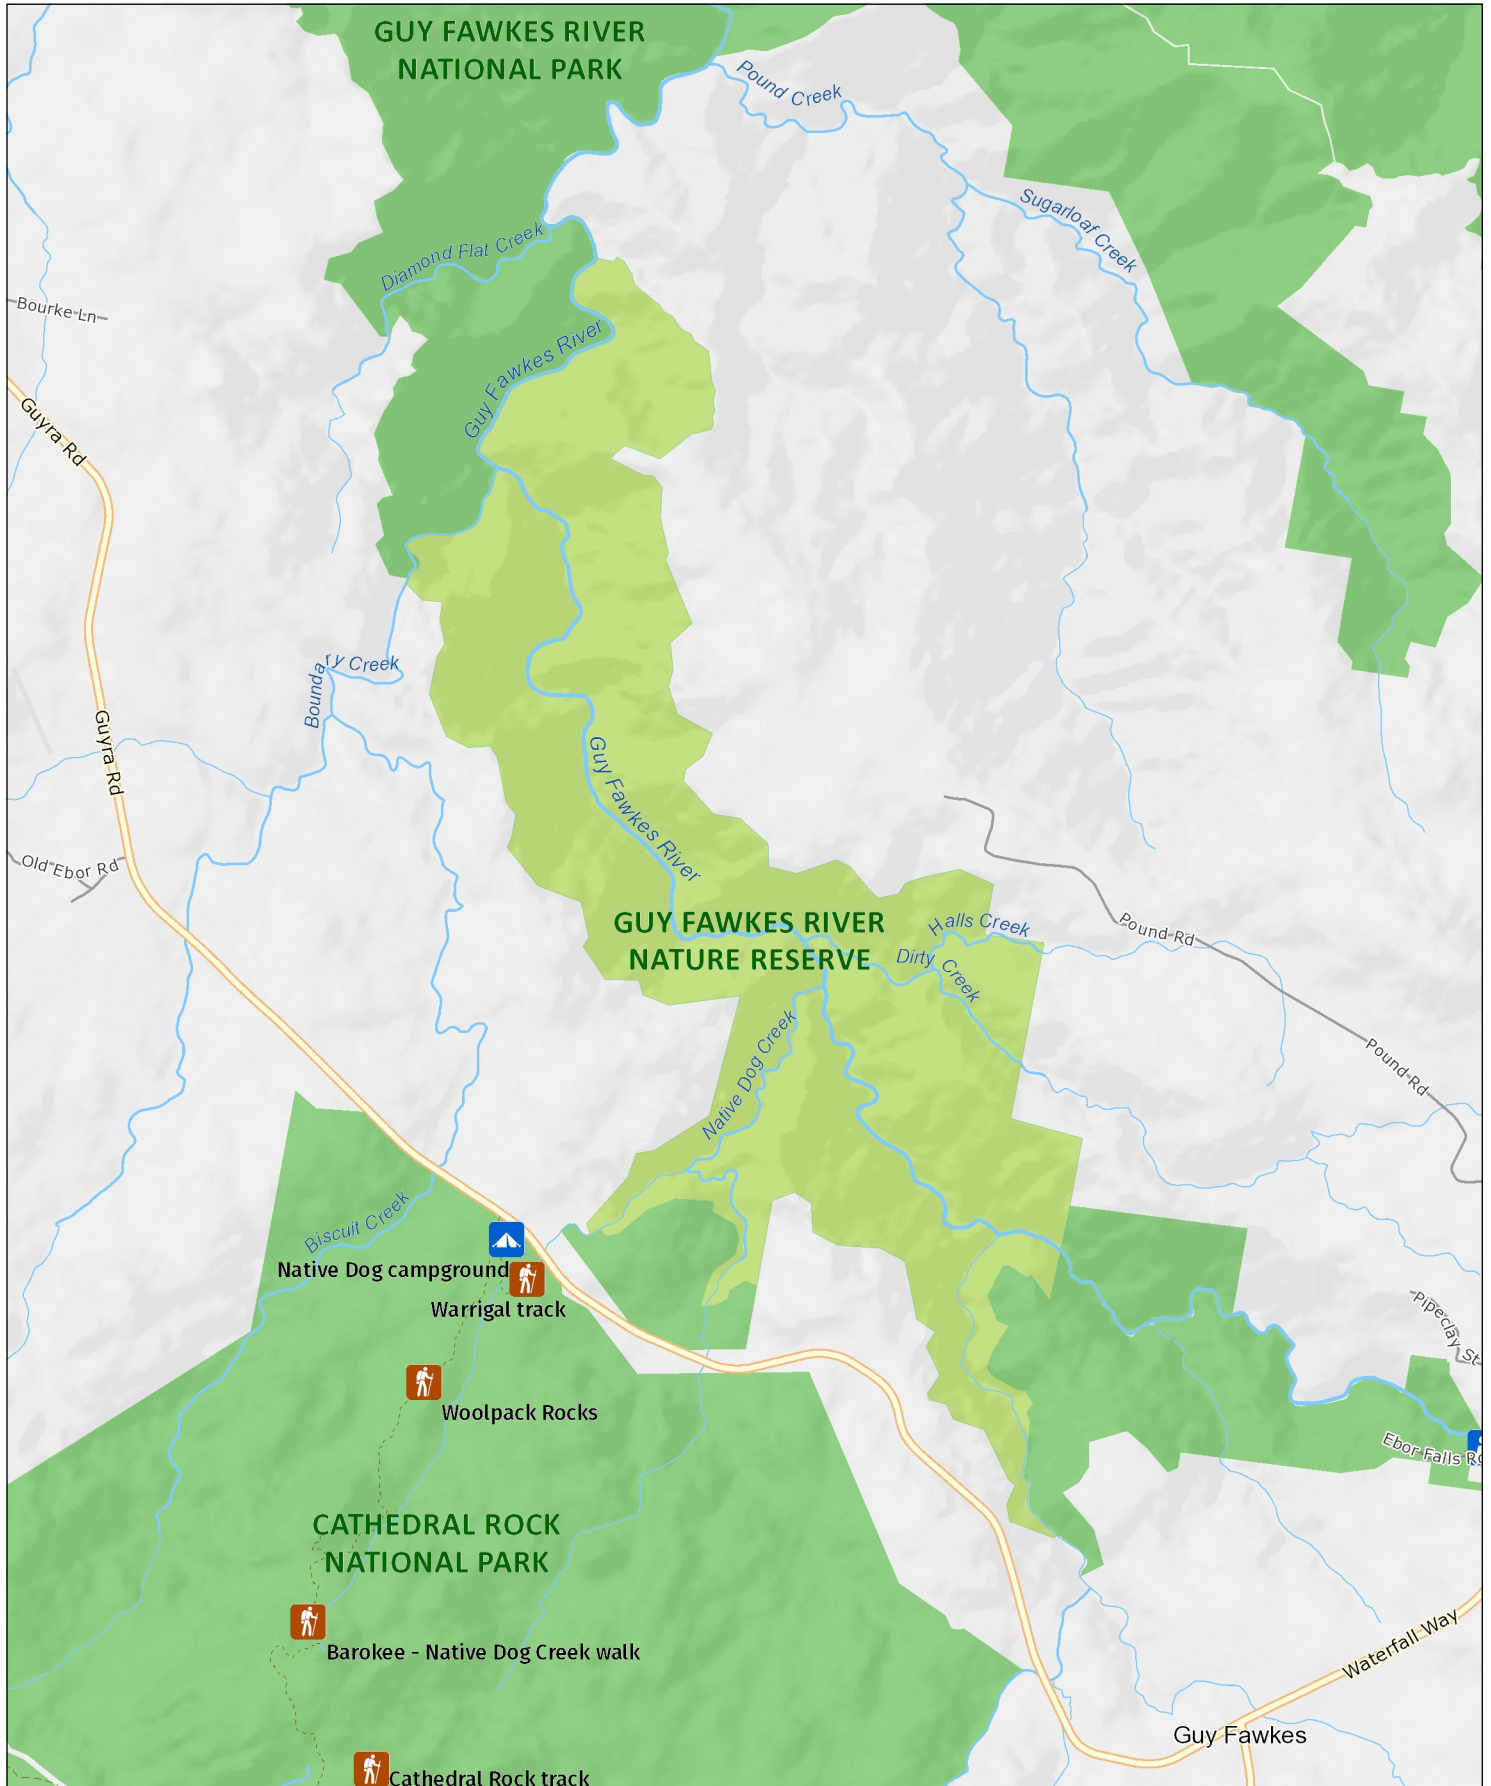 GUY FAWKES RIVER
NATIONAL PARK
Pound Creek
Sugarloaf Creek
Diamond Flat Creek
Bourke Ln
Guy Fawkes River
Guyra Rd
Boundary Creek
Guyra Rd
Guy Fawkes River
Old Ebor Rd
GUY FAWKES RIVER
NATURE RESERVE
Halls Creek
Pound Rd
Dirty Creek
Native Dog Creek
Pound Rd
Biscuit Creek
Native Dog campground
Warrigal track
Pipeclay St
Woolpack Rocks
Ebor Falls Rd
CATHEDRAL ROCK
NATIONAL PARK
Barokee - Native Dog Creek walk
Waterfall Way
Guy Fawkes
Cathedral Rock track